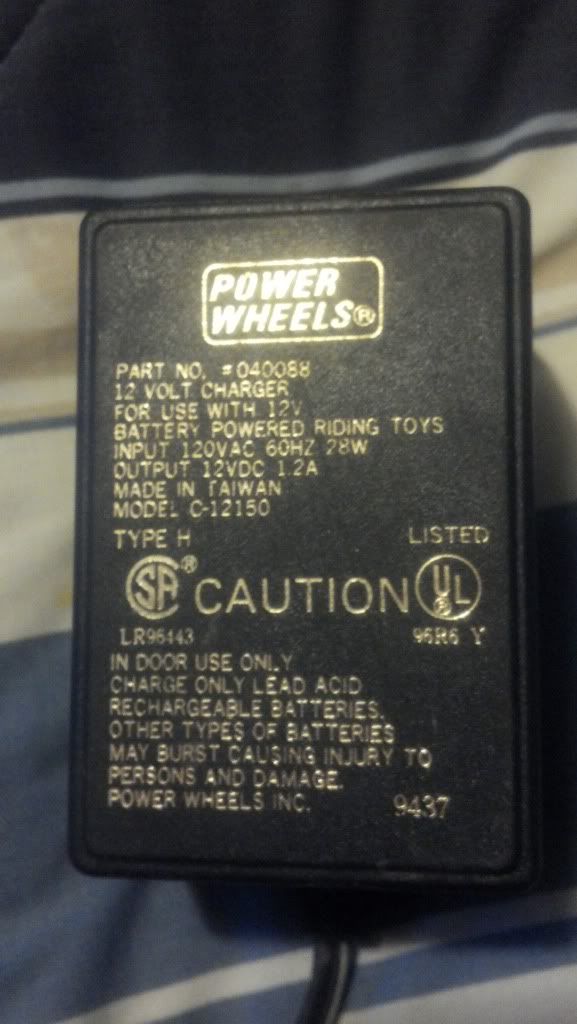 POWER
WHEELS®
PART NO. #040088
12 VOLT CHARGER
FOR USE WITH 12V
BATTERY POWERED RIDING TOYS
INPUT 120VAC 60HZ 28W
OUTPUT 12VDC 1.2A
MADE IN TAIWAN
MODEL C-12150
TYPE H LISTED
SA® CAUTION UL®
LR96443 96R6 Y
IN DOOR USE ONLY
CHARGE ONLY LEAD ACID
RECHARGEABLE BATTERIES.
OTHER TYPES OF BATTERIES
MAY BURST CAUSING INJURY TO
PERSONS AND DAMAGE.
POWER WHEELS INC. 9437